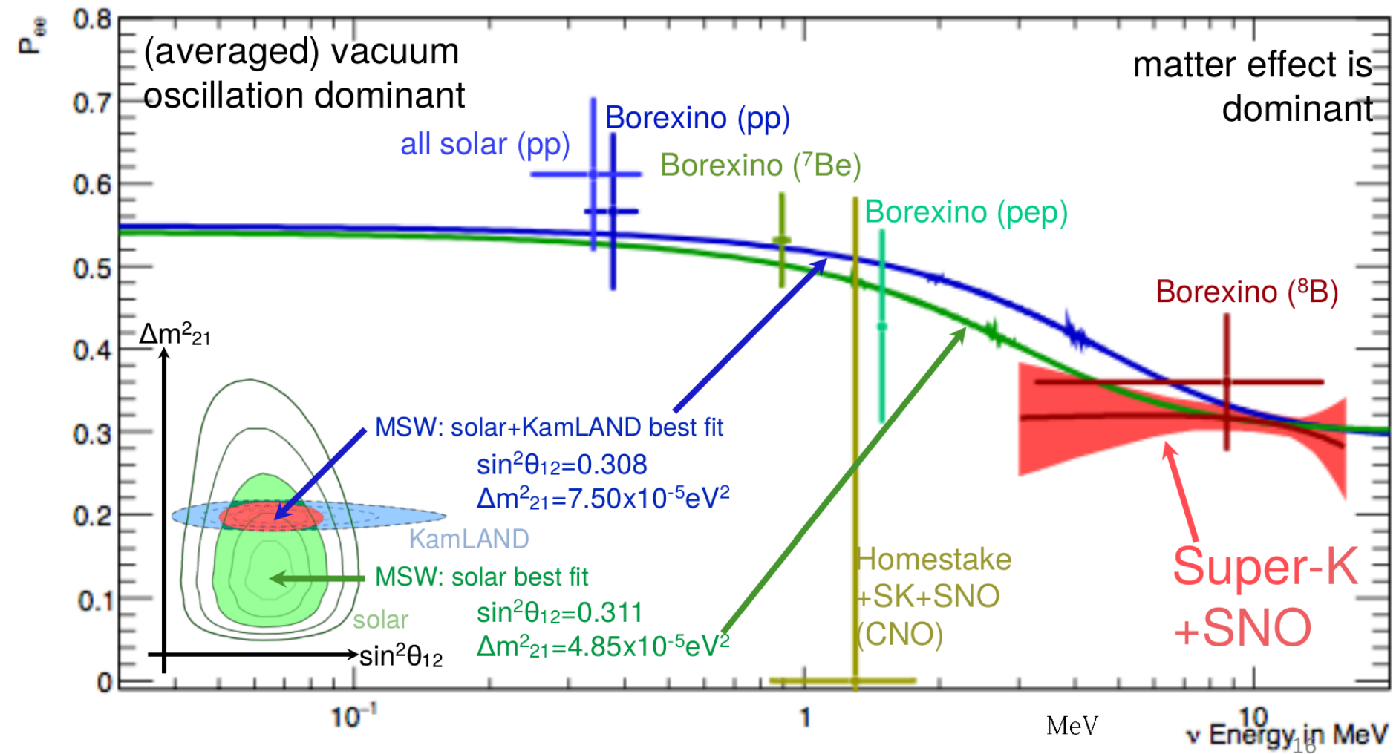 0.8
0.7
0.6
0.5
0.4
0.3
0.2
0.1
0
Pₑₑ
(averaged) vacuum
oscillation dominant
matter effect is
dominant
all solar (pp)
Borexino (pp)
Borexino (⁷Be)
Borexino (pep)
Borexino (⁸B)
Δm²₂₁
MSW: solar+KamLAND best fit
sin²θ₁₂=0.308
Δm²₂₁=7.50x10⁻⁵eV²
KamLAND
MSW: solar best fit
sin²θ₁₂=0.311
Δm²₂₁=4.85x10⁻⁵eV²
solar
sin²θ₁₂
Homestake
+SK+SNO
(CNO)
Super-K
+SNO
10⁻¹
1
MeV
10
ν Energy in MeV
16